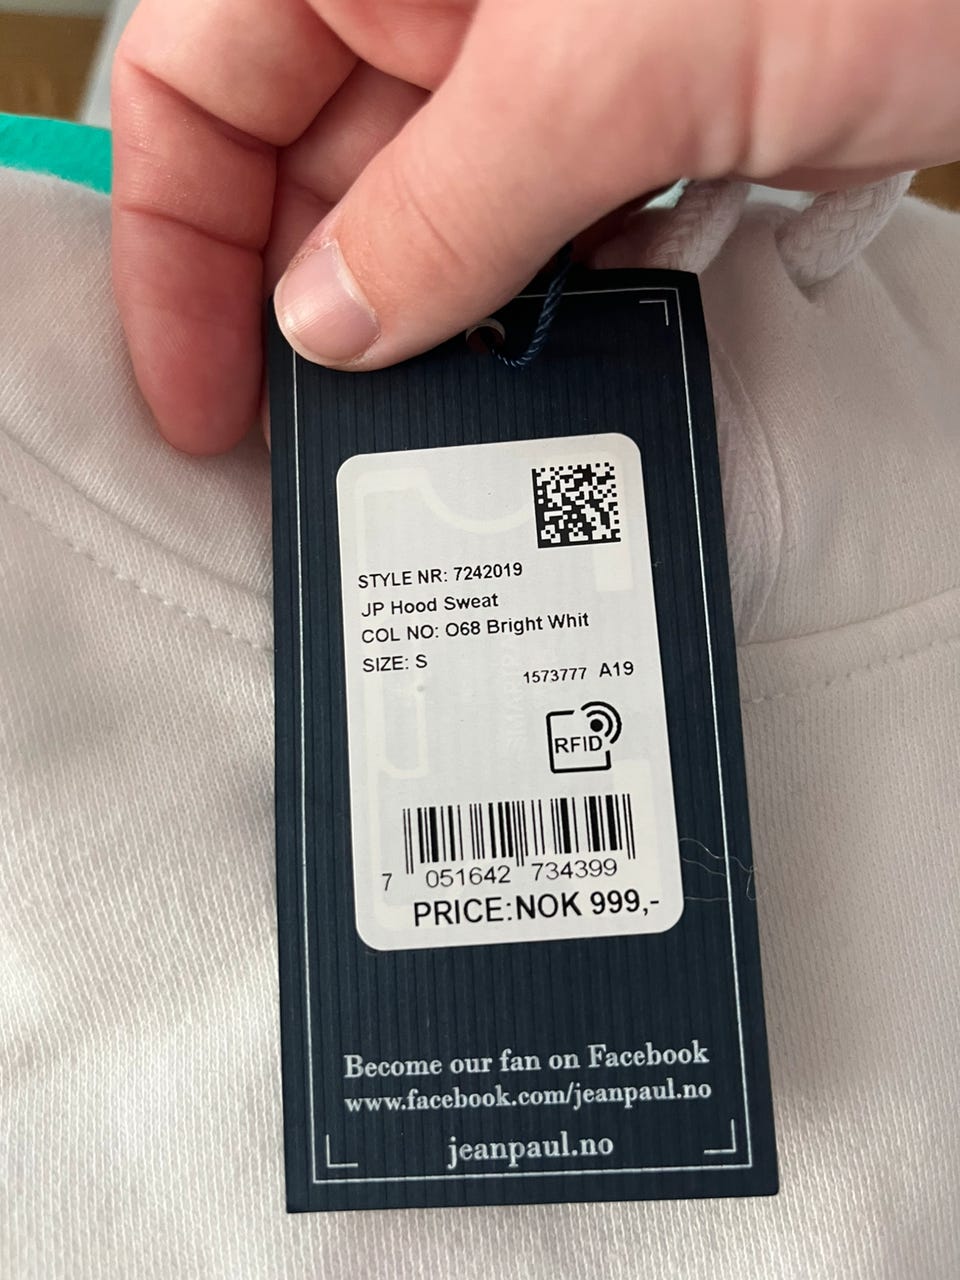 STYLE NR: 7242019
JP Hood Sweat
COL NO: O68 Bright Whit
SIZE: S
1573777 A19
RFID
7 051642 734399
PRICE:NOK 999,-
Become our fan on Facebook
www.facebook.com/jeanpaul.no
jeanpaul.no